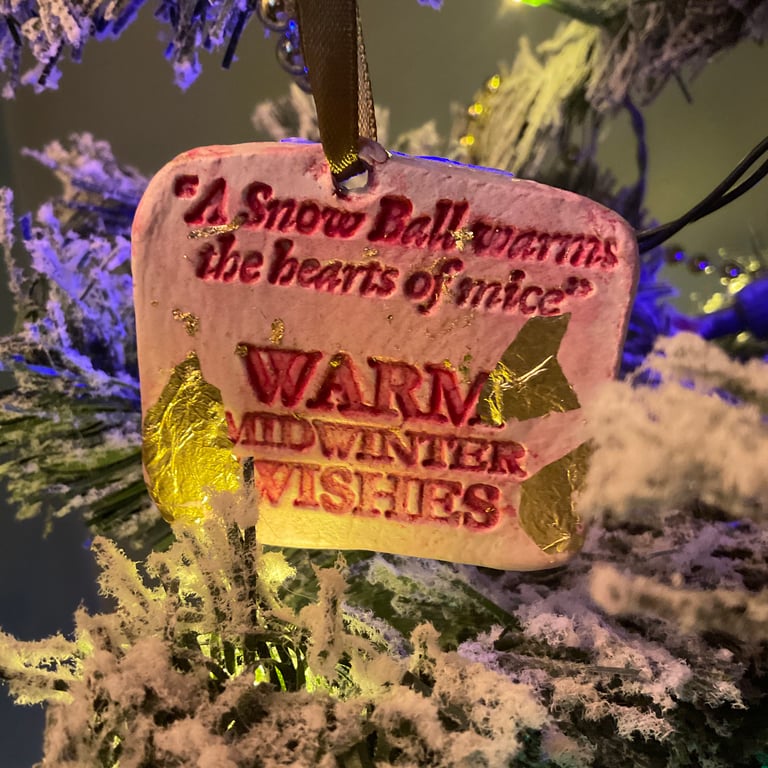 "A Snow Ball warms
the hearts of mice"
WARM
MIDWINTER
WISHES